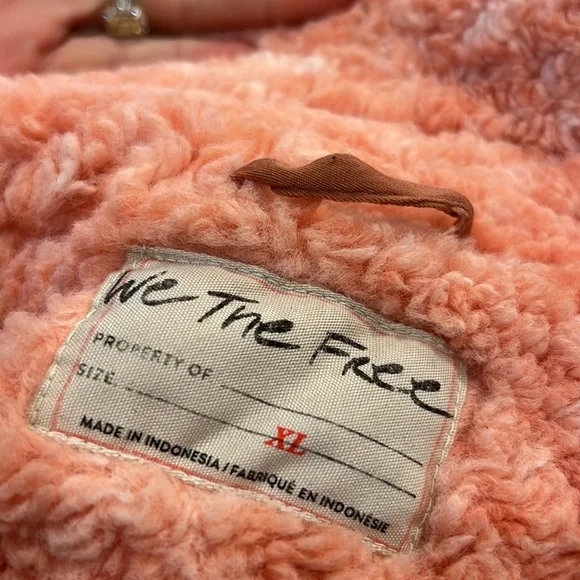 We The Free
PROPERTY OF
SIZE XL
MADE IN INDONESIA / FABRIQUÉ EN INDONÉSIE